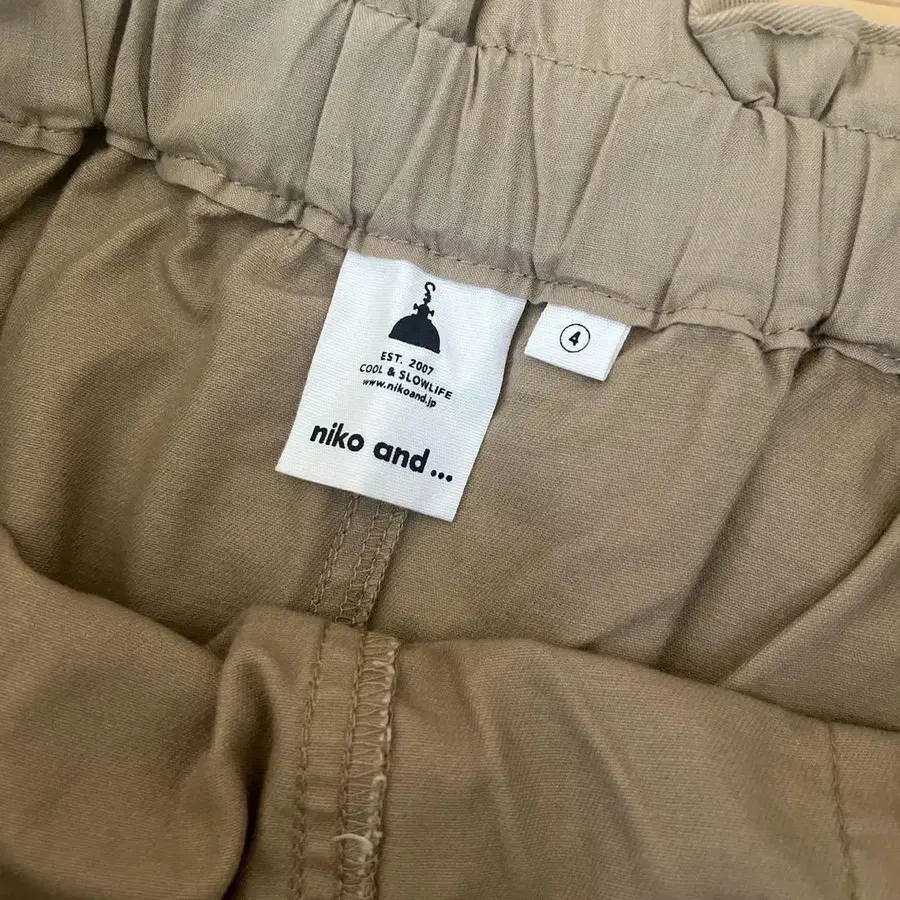 EST. 2007
COOL & SLOWLIFE
www.nikoand.jp
niko and ...
4